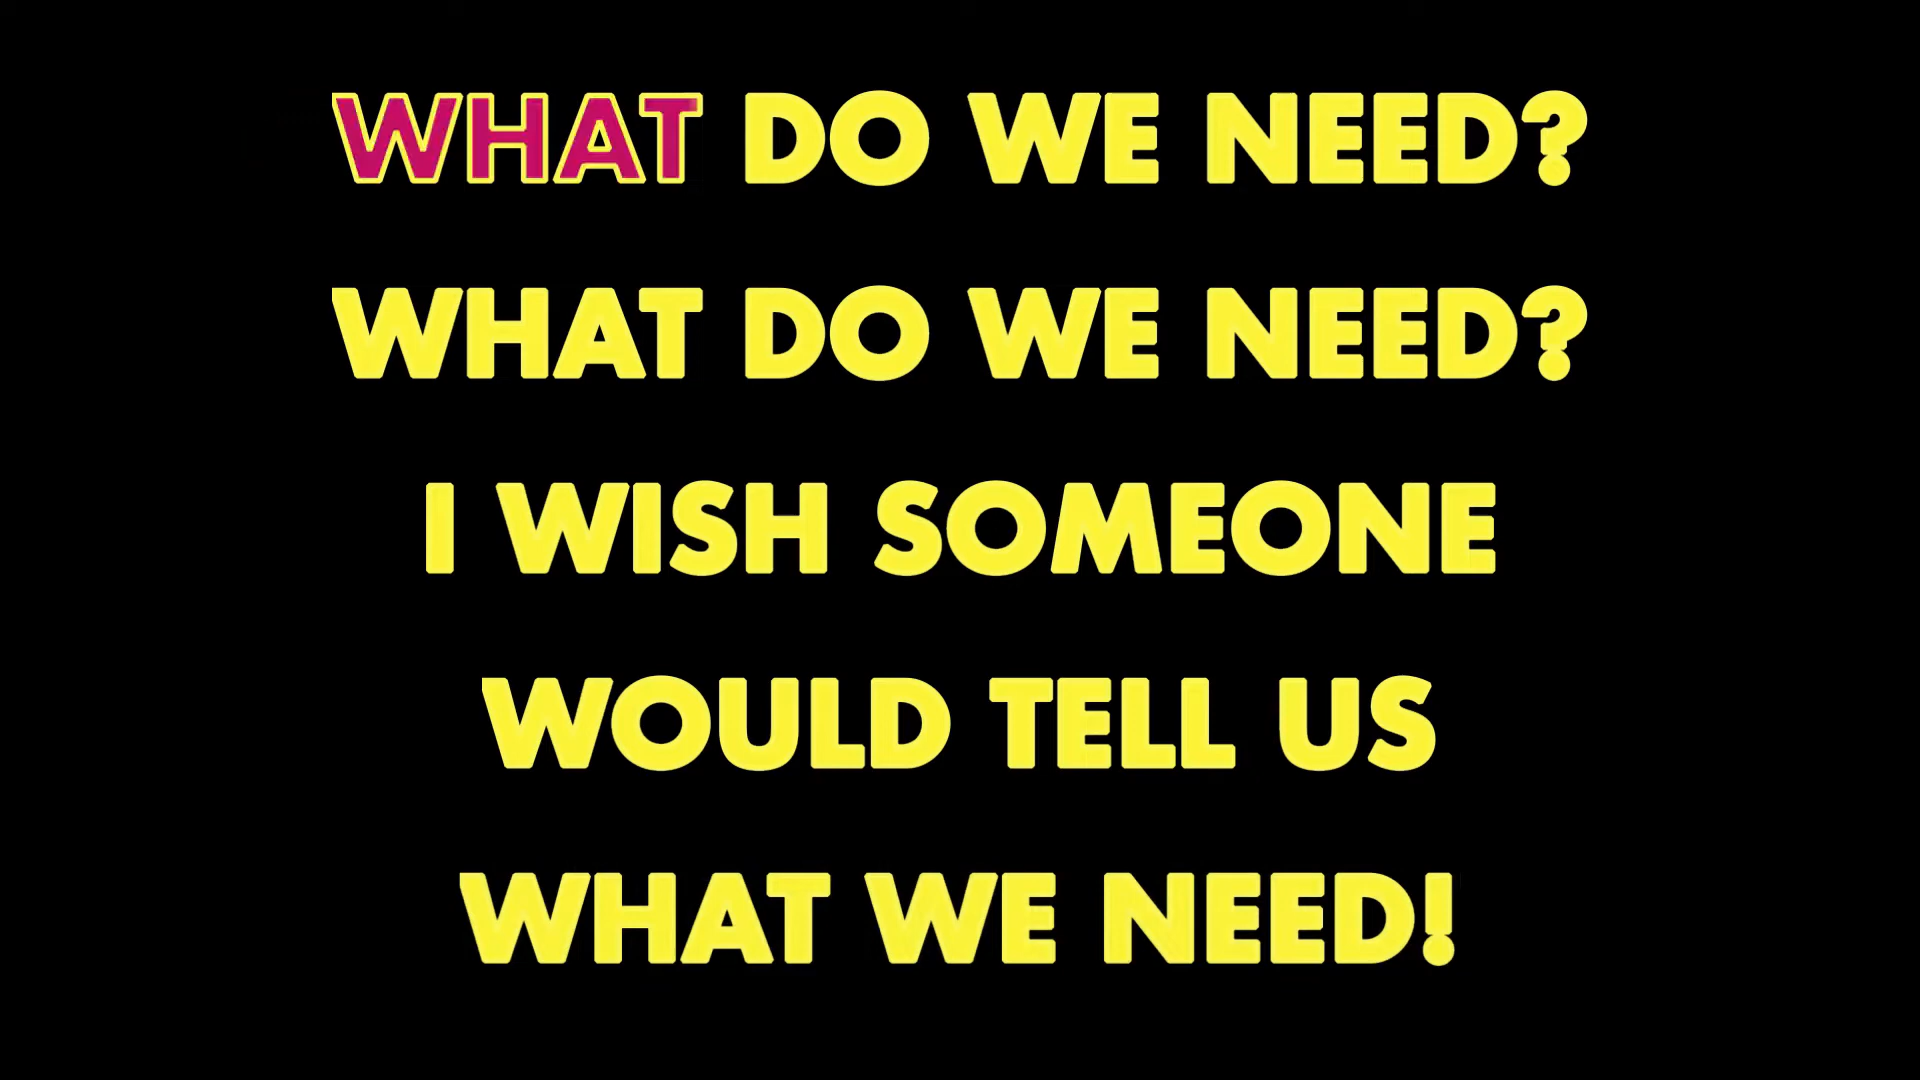 WHAT DO WE NEED?
WHAT DO WE NEED?
I WISH SOMEONE
WOULD TELL US
WHAT WE NEED!